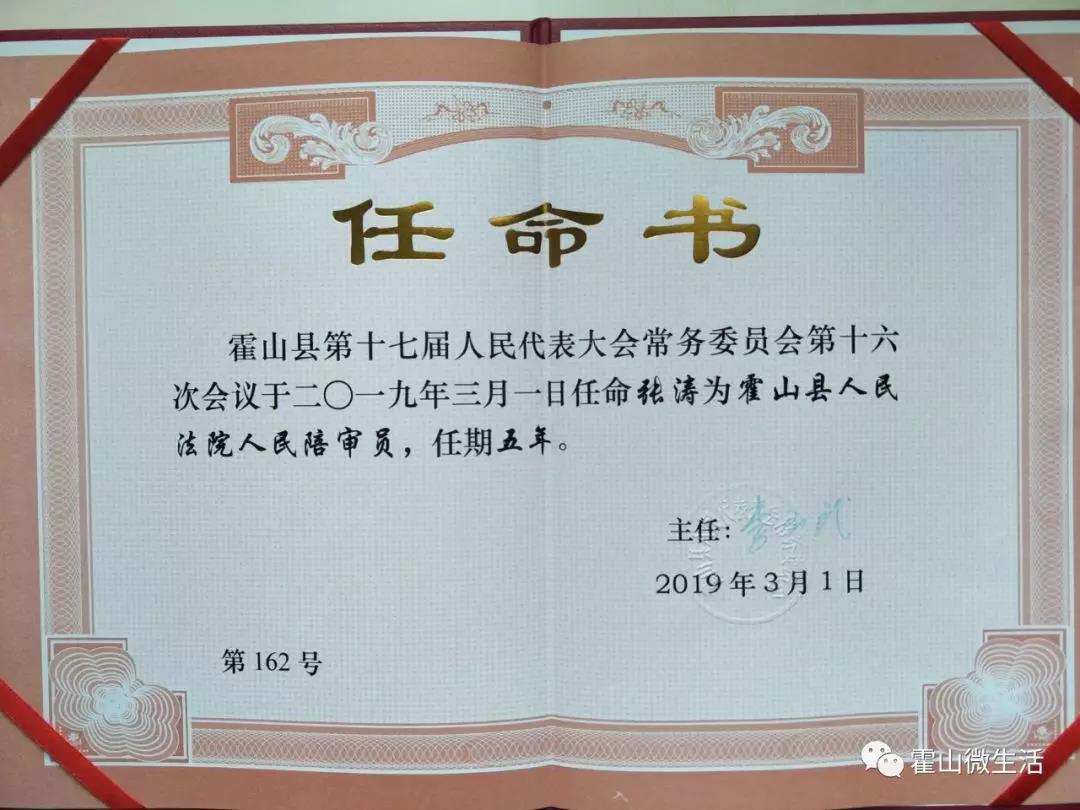 任命书
霍山县第十七届人民代表大会常务委员会第十六
次会议于二〇一九年三月一日任命张涛为霍山县人民
法院人民陪审员，任期五年。
主任：
2019年3月1日
第162号
霍山微生活